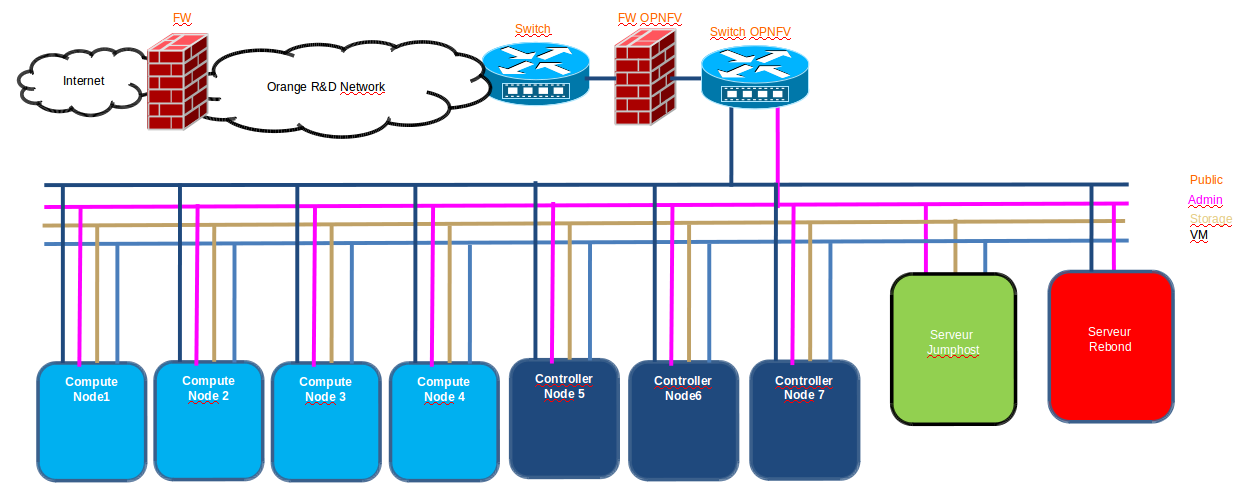 FW
Switch
FW OPNFV
Switch OPNFV
Internet
Orange R&D Network
Public
Admin
Storage
VM
Serveur
Jumphost
Serveur
Rebond
Compute
Node1
Compute
Node 2
Compute
Node 3
Compute
Node 4
Controller
Node 5
Controller
Node6
Controller
Node 7